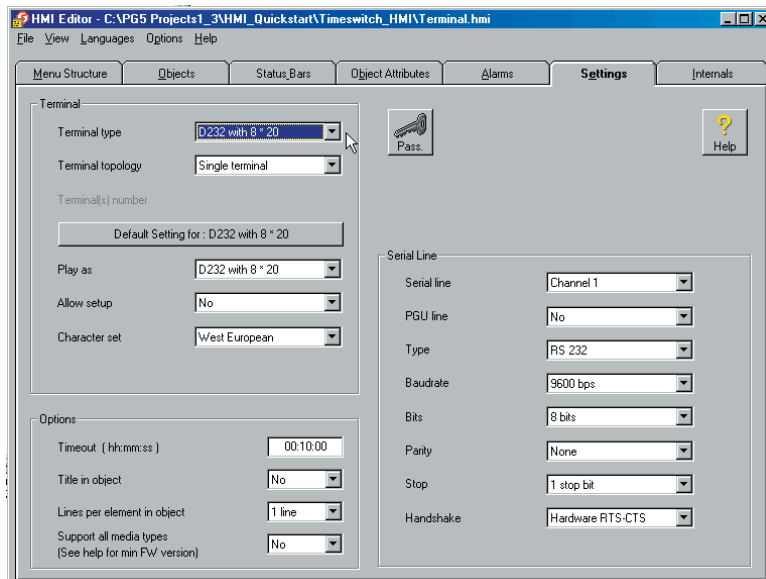 HMI Editor - C:\PG5 Projects1_3\HMI_Quickstart\Timeswitch_HMI\Terminal.hmi
File View Languages Options Help
Menu Structure Objects Status_Bars Object Attributes Alarms Settings Internals
Terminal
Terminal type D232 with 8 * 20
Terminal topology Single terminal
Terminal(s) number
Default Setting for : D232 with 8 * 20
Play as D232 with 8 * 20
Allow setup No
Character set West European
Options
Timeout ( hh:mm:ss ) 00:10:00
Title in object No
Lines per element in object 1 line
Support all media types
(See help for min FW version) No
Pass.
Help
Serial Line
Serial line Channel 1
PGU line No
Type RS 232
Baudrate 9600 bps
Bits 8 bits
Parity None
Stop 1 stop bit
Handshake Hardware RTS-CTS